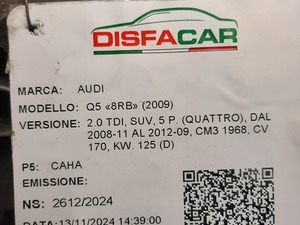 DISFACAR
MARCA: AUDI
MODELLO: Q5 «8RB» (2009)
VERSIONE: 2.0 TDI, SUV, 5 P. (QUATTRO), DAL
2008-11 AL 2012-09, CM3 1968, CV
170, KW. 125 (D)
P5: CAHA
EMISSIONE:
NS: 2612/2024
DATA: 13/11/2024 14:39:00